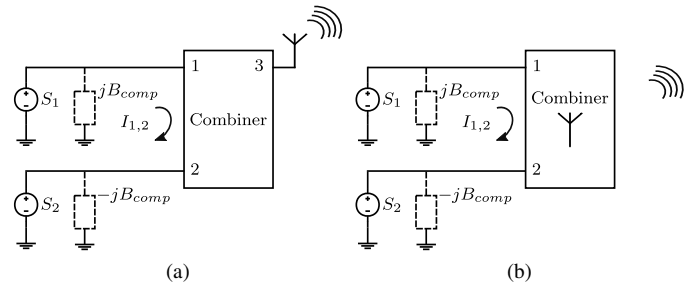 1
3
S1
jBcomp
I1,2
Combiner
2
S2
−jBcomp
(a)
1
S1
jBcomp
I1,2
Combiner
2
S2
−jBcomp
(b)